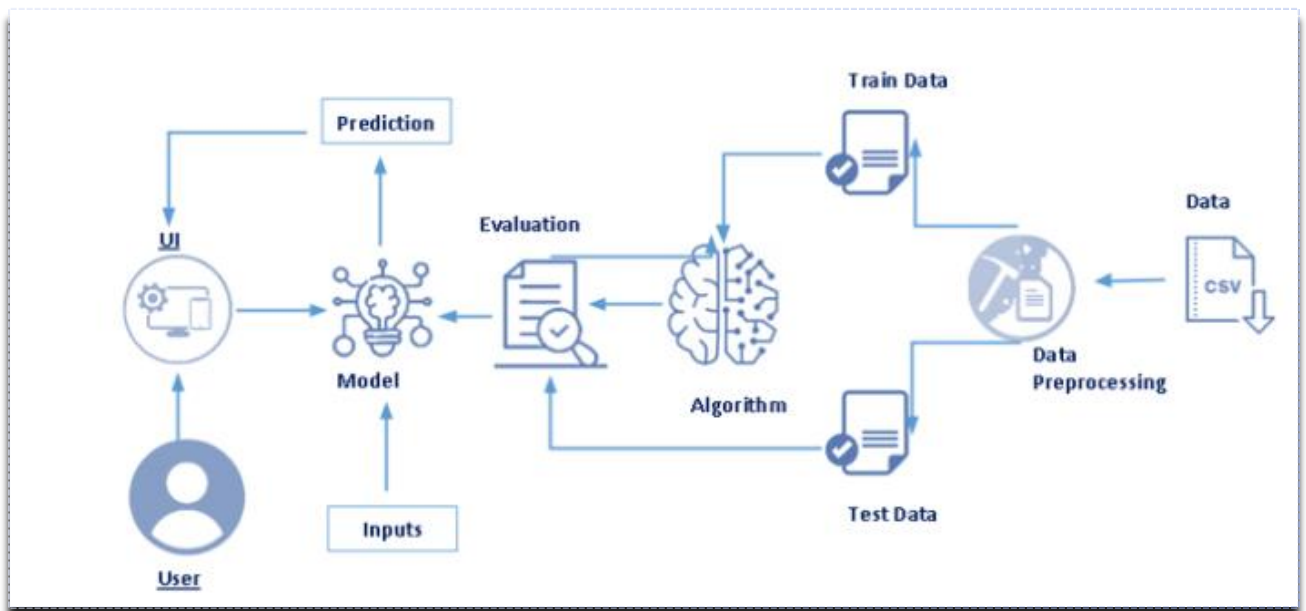 Train Data
Prediction
Data
Evaluation
UI
CSV
Data
Preprocessing
Model
Algorithm
Test Data
Inputs
User